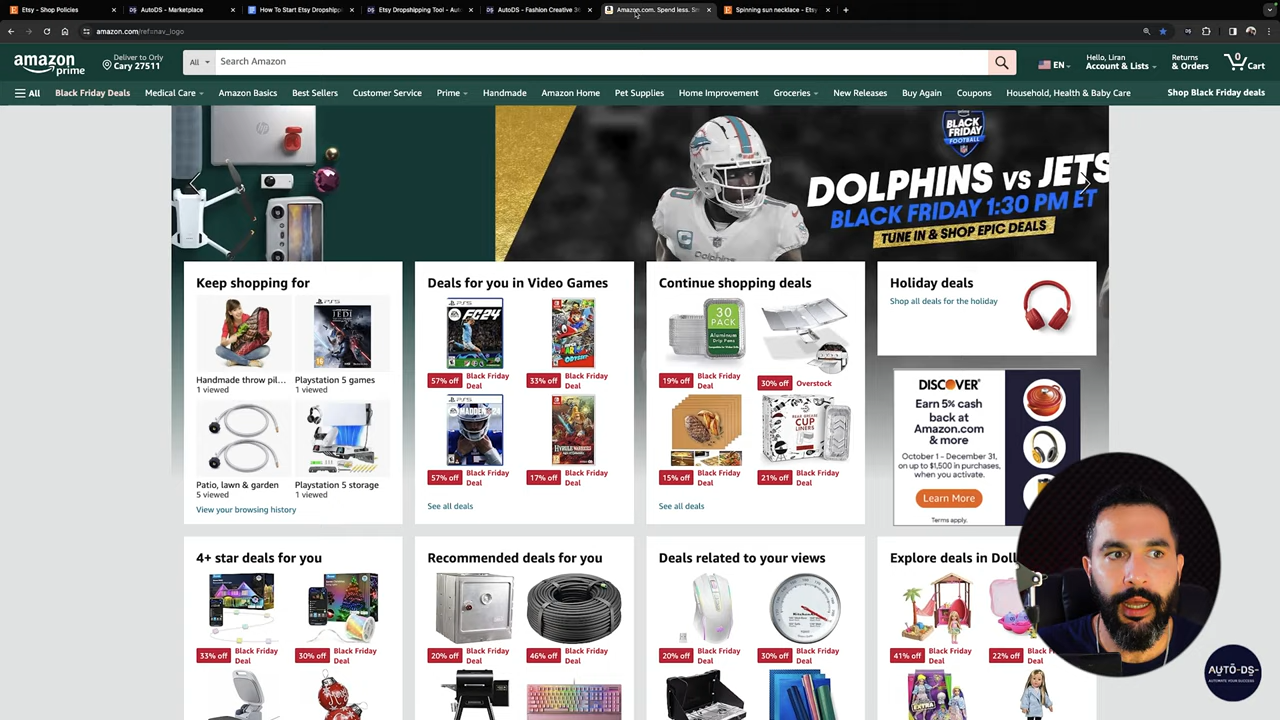 Etsy - Shop Policies
AutoDS - Marketplace
How To Start Etsy Dropshipp
Etsy Dropshipping Tool - Auto
AutoDS - Fashion Creative 3
Amazon.com. Spend less. Sm
Spinning sun necklace - Etsy
amazon.com/ref=nav_logo
amazon
prime
Deliver to Orly
Cary 27511
All
Search Amazon
EN
Hello, Liran
Account & Lists
Returns
& Orders
0
Cart
All
Black Friday Deals
Medical Care
Amazon Basics
Best Sellers
Customer Service
Prime
Handmade
Amazon Home
Pet Supplies
Home Improvement
Groceries
New Releases
Buy Again
Coupons
Household, Health & Baby Care
Shop Black Friday deals
BLACK
FRIDAY
FOOTBALL
DOLPHINS VS JETS
BLACK FRIDAY 1:30 PM ET
TUNE IN & SHOP EPIC DEALS
Keep shopping for
Handmade throw pil...
1 viewed
Playstation 5 games
1 viewed
Patio, lawn & garden
5 viewed
Playstation 5 storage
1 viewed
View your browsing history
Deals for you in Video Games
FC24
57% off
Black Friday
Deal
33% off
Black Friday
Deal
57% off
Black Friday
Deal
17% off
Black Friday
Deal
See all deals
Continue shopping deals
30
PACK
Aluminum
Drip Pans
19% off
Black Friday
Deal
30% off
Overstock
15% off
Black Friday
Deal
21% off
Black Friday
Deal
See all deals
Holiday deals
Shop all deals for the holiday
DISCOVER
Earn 5% cash
back at
Amazon.com
& more
October 1 - December 31,
on up to $1,500 in purchases,
when you activate.
Learn More
Terms apply.
4+ star deals for you
33% off
Black Friday
Deal
30% off
Black Friday
Deal
Recommended deals for you
20% off
Black Friday
Deal
46% off
Black Friday
Deal
Deals related to your views
20% off
Black Friday
Deal
30% off
Black Friday
Deal
Explore deals in Doll
41% off
Black Friday
Deal
22% off
AUTO-DS-
AUTOMATE YOUR SUCCESS